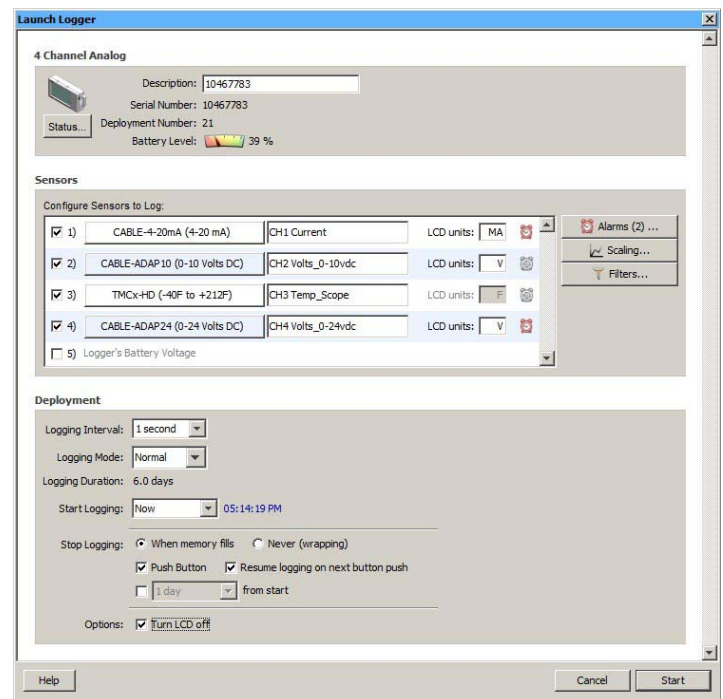 Launch Logger
4 Channel Analog
Description: 10467783
Serial Number: 10467783
Status...
Deployment Number: 21
Battery Level: 39 %
Sensors
Configure Sensors to Log:
1) CABLE-4-20mA (4-20 mA) CH1 Current LCD units: MA
2) CABLE-ADAP10 (0-10 Volts DC) CH2 Volts_0-10vdc LCD units: V
3) TMCx-HD (-40F to +212F) CH3 Temp_Scope LCD units: F
4) CABLE-ADAP24 (0-24 Volts DC) CH4 Volts_0-24vdc LCD units: V
5) Logger's Battery Voltage
Alarms (2) ...
Scaling...
Filters...
Deployment
Logging Interval: 1 second
Logging Mode: Normal
Logging Duration: 6.0 days
Start Logging: Now 05:14:19 PM
Stop Logging: When memory fills Never (wrapping)
Push Button Resume logging on next button push
1 day from start
Options: Turn LCD off
Help Cancel Start